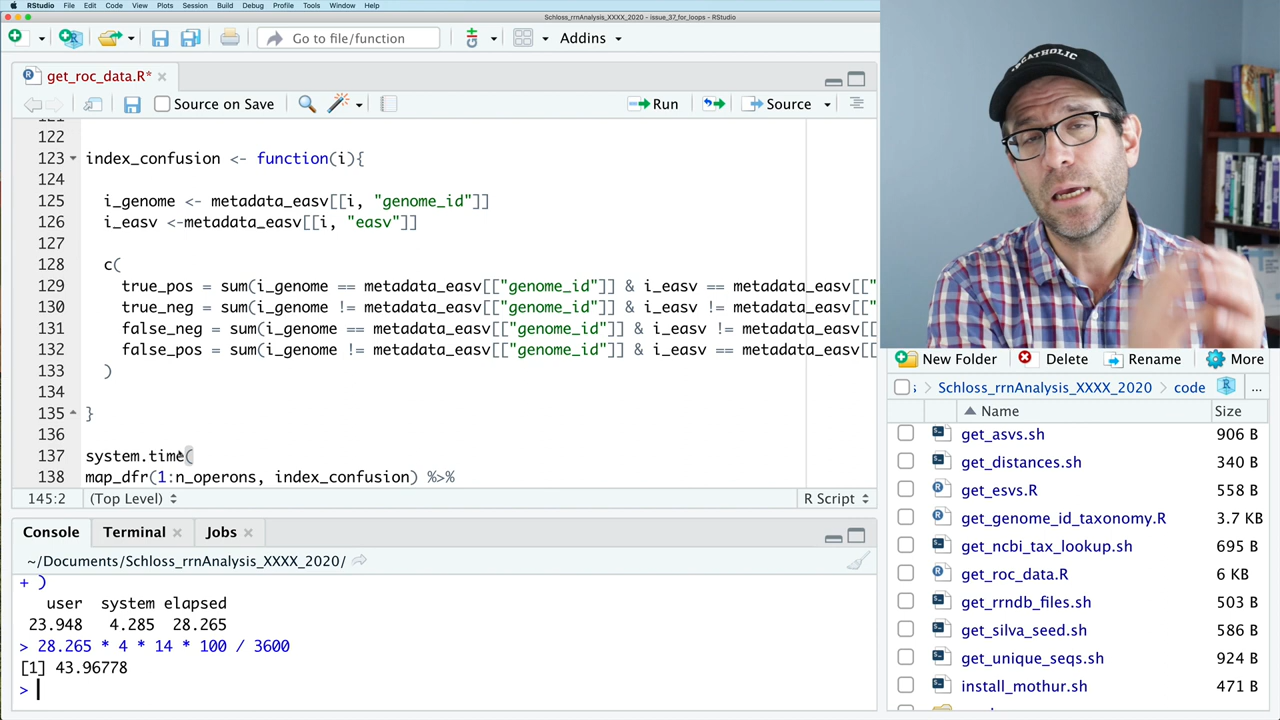 RStudio File Edit Code View Plots Session Build Debug Profile Tools Window Help
Schloss_rrnAnalysis_XXXX_2020 - issue_37_for_loops - RStudio
Go to file/function
Addins
get_roc_data.R*
Source on Save
Run
Source
122
123 index_confusion <- function(i){
124
125 i_genome <- metadata_easv[[i, "genome_id"]]
126 i_easv <-metadata_easv[[i, "easv"]]
127
128 c(
129 true_pos = sum(i_genome == metadata_easv[["genome_id"]] & i_easv == metadata_easv[["
130 true_neg = sum(i_genome != metadata_easv[["genome_id"]] & i_easv != metadata_easv[["
131 false_neg = sum(i_genome == metadata_easv[["genome_id"]] & i_easv != metadata_easv[[
132 false_pos = sum(i_genome != metadata_easv[["genome_id"]] & i_easv == metadata_easv[[
133 )
134
135 }
136
137 system.time(
138 map_dfr(1:n_operons, index_confusion) %>%
145:2 (Top Level) R Script
Console Terminal Jobs
~/Documents/Schloss_rrnAnalysis_XXXX_2020/
+ )
user system elapsed
23.948 4.285 28.265
> 28.265 * 4 * 14 * 100 / 3600
[1] 43.96778
>
New Folder Delete Rename More
s > Schloss_rrnAnalysis_XXXX_2020 > code ...
Name Size
get_asvs.sh 906 B
get_distances.sh 340 B
get_esvs.R 558 B
get_genome_id_taxonomy.R 3.7 KB
get_ncbi_tax_lookup.sh 695 B
get_roc_data.R 6 KB
get_rrndb_files.sh 503 B
get_silva_seed.sh 586 B
get_unique_seqs.sh 924 B
install_mothur.sh 471 B